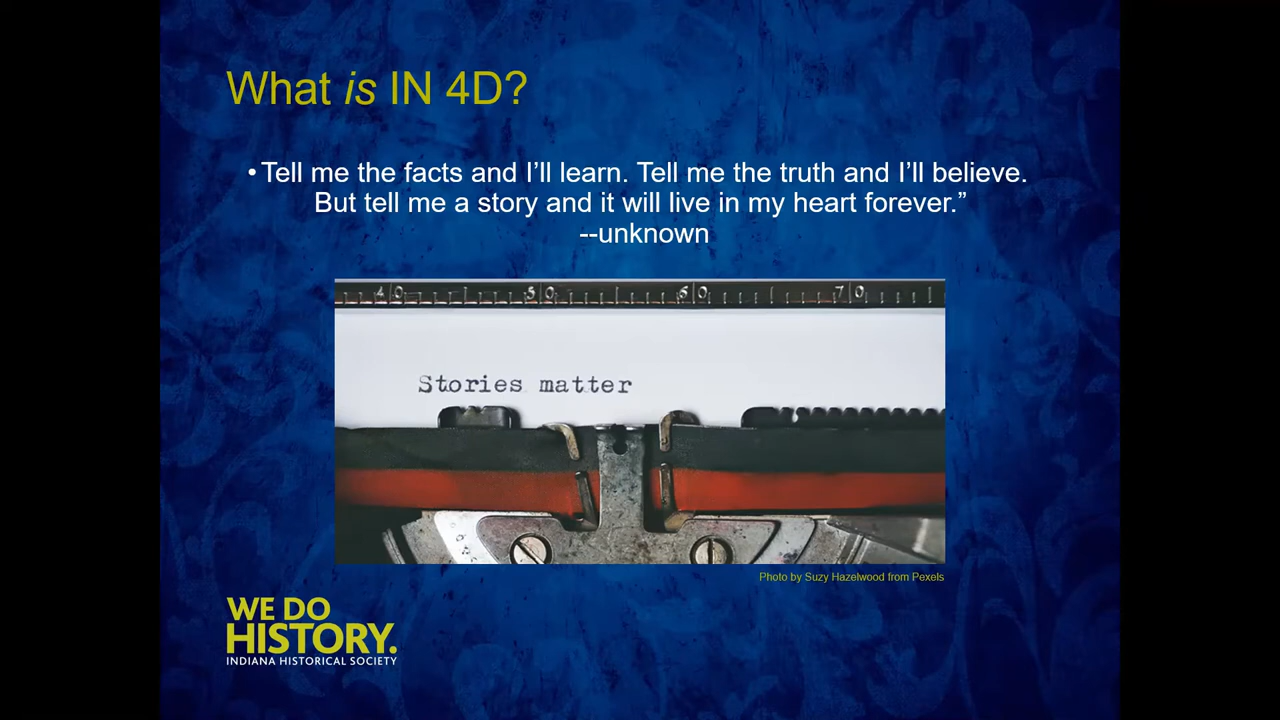 What is IN 4D?
• Tell me the facts and I’ll learn. Tell me the truth and I’ll believe.
But tell me a story and it will live in my heart forever.”
--unknown
40 50 60 70
Stories matter
Photo by Suzy Hazelwood from Pexels
WE DO
HISTORY.
INDIANA HISTORICAL SOCIETY